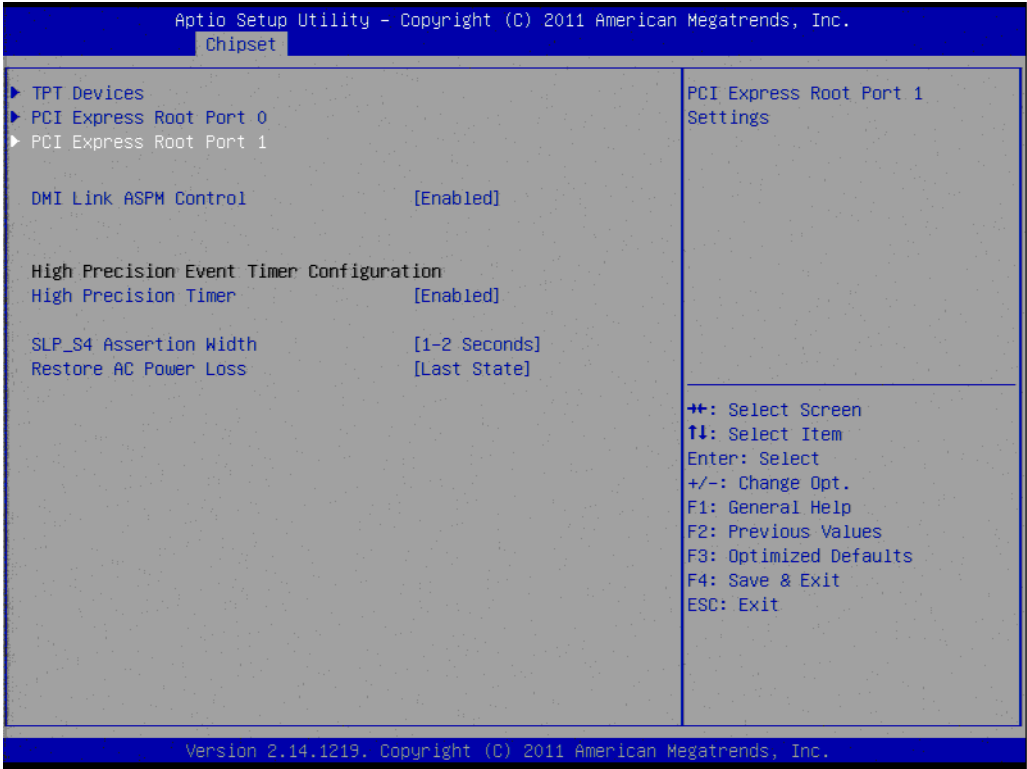 Aptio Setup Utility – Copyright (C) 2011 American Megatrends, Inc.
Chipset
TPT Devices
PCI Express Root Port 0
PCI Express Root Port 1
DMI Link ASPM Control [Enabled]
High Precision Event Timer Configuration
High Precision Timer [Enabled]
SLP_S4 Assertion Width [1-2 Seconds]
Restore AC Power Loss [Last State]
PCI Express Root Port 1
Settings
→←: Select Screen
↑↓: Select Item
Enter: Select
+/-: Change Opt.
F1: General Help
F2: Previous Values
F3: Optimized Defaults
F4: Save & Exit
ESC: Exit
Version 2.14.1219. Copyright (C) 2011 American Megatrends, Inc.